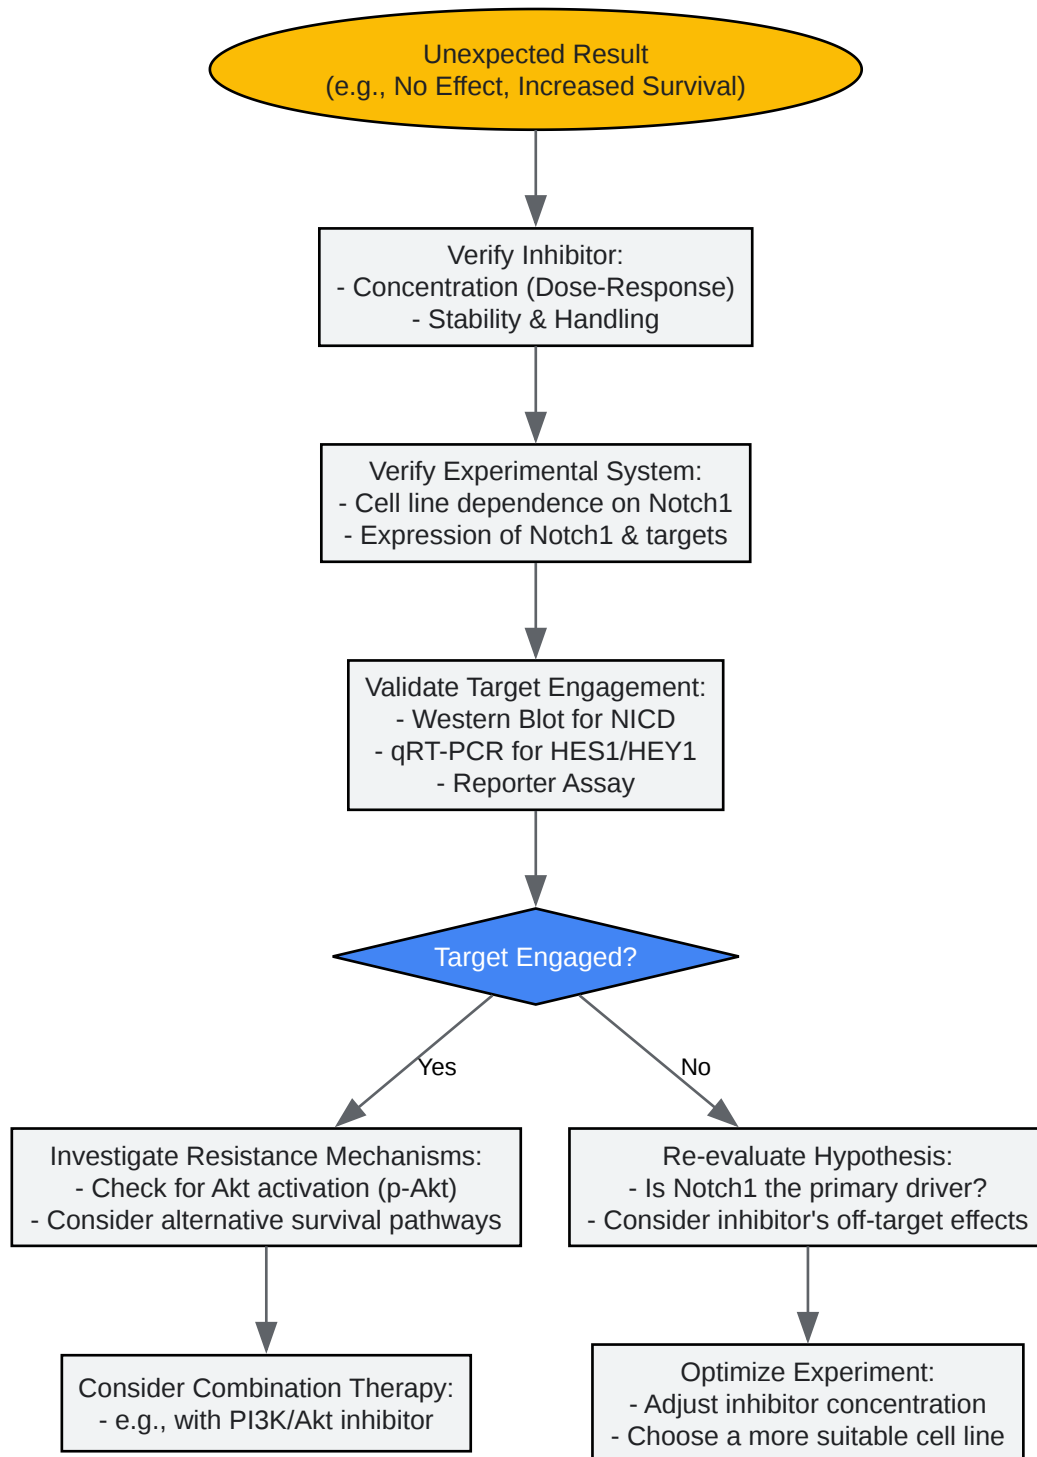 Unexpected Result
(e.g., No Effect, Increased Survival)
Verify Inhibitor:
- Concentration (Dose-Response)
- Stability & Handling
Verify Experimental System:
- Cell line dependence on Notch1
- Expression of Notch1 & targets
Validate Target Engagement:
- Western Blot for NICD
- qRT-PCR for HES1/HEY1
- Reporter Assay
Target Engaged?
Yes
No
Investigate Resistance Mechanisms:
- Check for Akt activation (p-Akt)
- Consider alternative survival pathways
Re-evaluate Hypothesis:
- Is Notch1 the primary driver?
- Consider inhibitor's off-target effects
Consider Combination Therapy:
- e.g., with PI3K/Akt inhibitor
Optimize Experiment:
- Adjust inhibitor concentration
- Choose a more suitable cell line